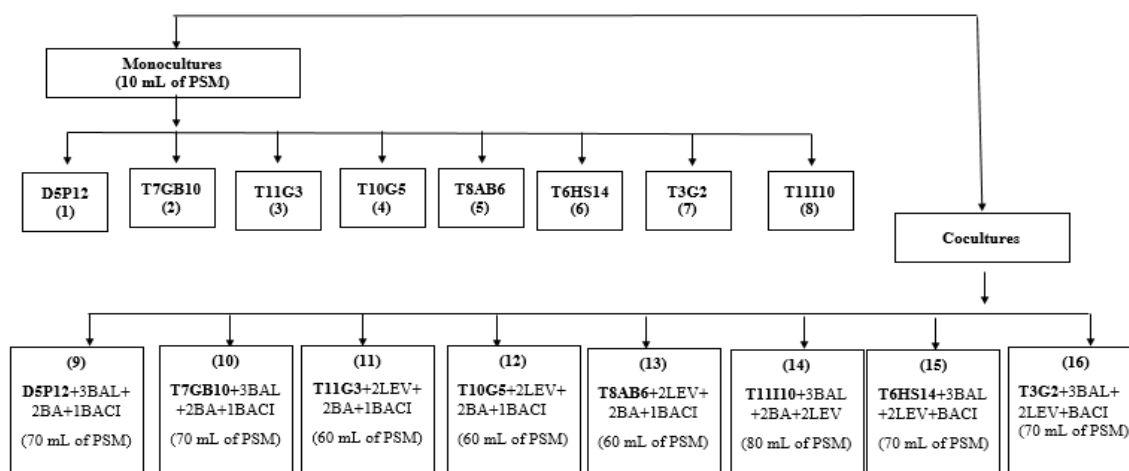 Monocultures
(10 mL of PSM)
D5P12
(1)
T7GB10
(2)
T11G3
(3)
T10G5
(4)
T8AB6
(5)
T6HS14
(6)
T3G2
(7)
T11I10
(8)
Cocultures
(9)
D5P12+3BAL+
2BA+1BACI
(70 mL of PSM)
(10)
T7GB10+3BAL
+2BA+1BACI
(70 mL of PSM)
(11)
T11G3+2LEV+
2BA+1BACI
(60 mL of PSM)
(12)
T10G5+2LEV+
2BA+1BACI
(60 mL of PSM)
(13)
T8AB6+2LEV+
2BA+1BACI
(60 mL of PSM)
(14)
T11I10+3BAL
+2BA+2LEV
(80 mL of PSM)
(15)
T6HS14+3BAL
+2LEV+BACI
(70 mL of PSM)
(16)
T3G2+3BAL+
2LEV+BACI
(70 mL of PSM)